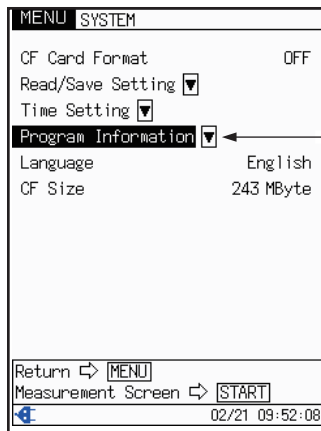 MENU SYSTEM
CF Card Format OFF
Read/Save Setting ▼
Time Setting ▼
Program Information ▼
Language English
CF Size 243 MByte
Return ⇨ MENU
Measurement Screen ⇨ START
02/21 09:52:08